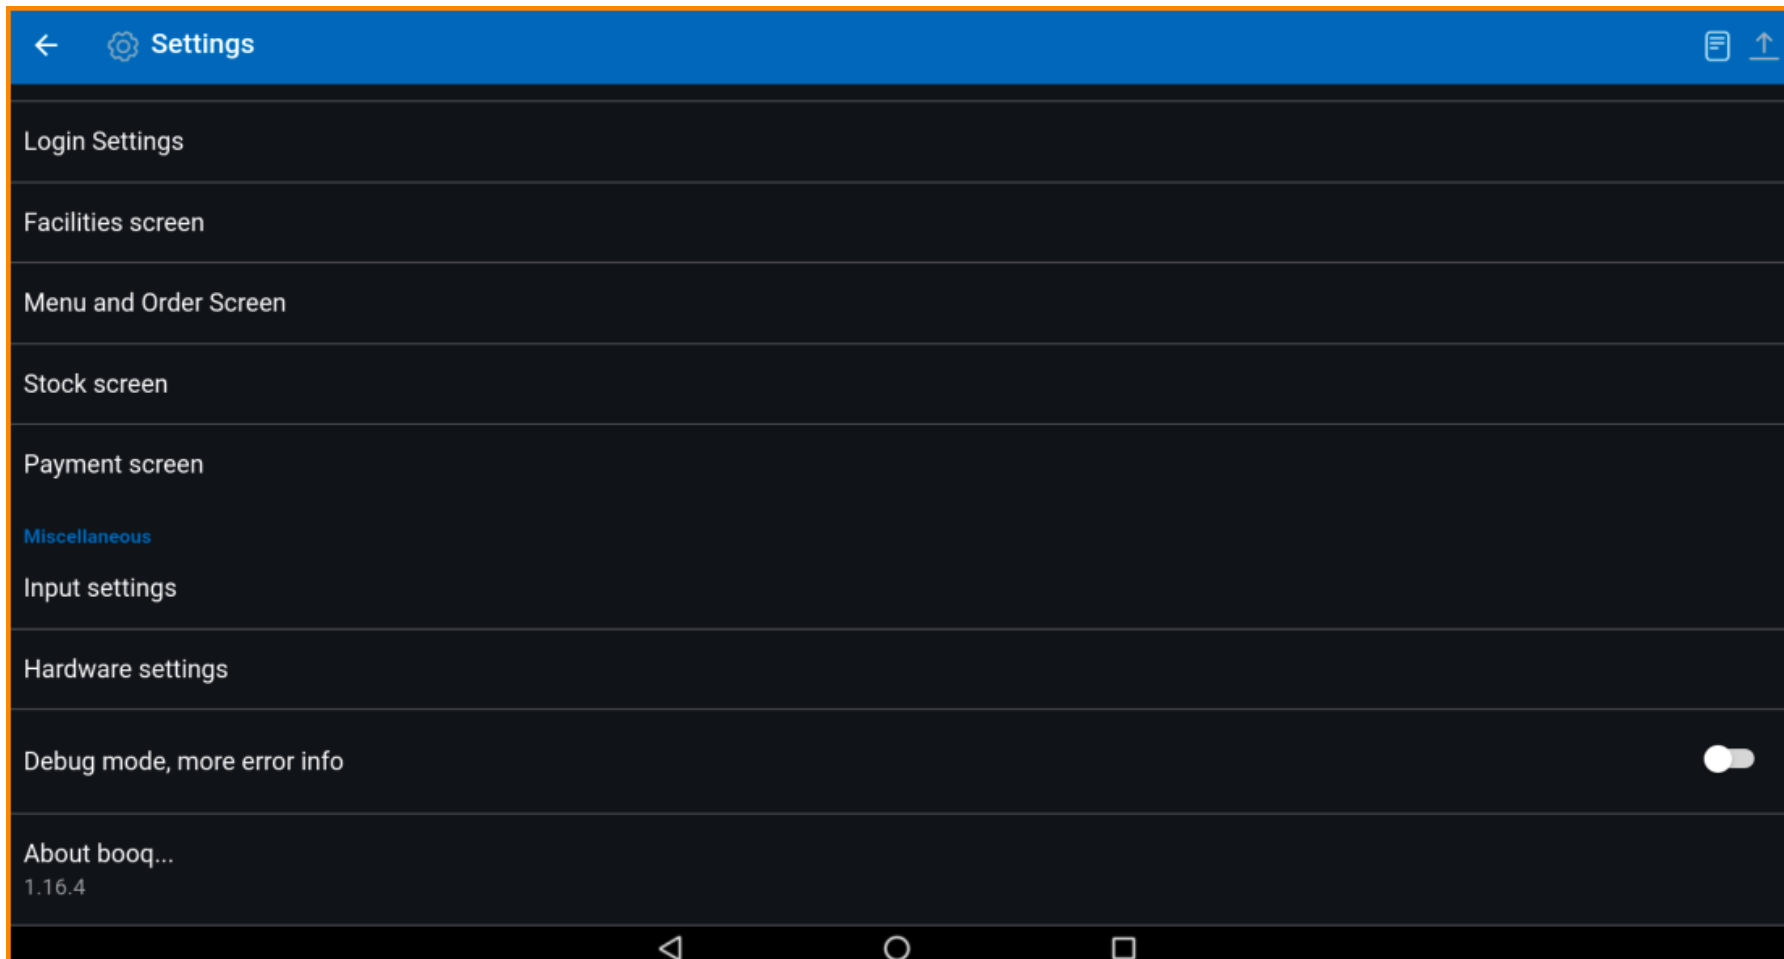 Settings
Login Settings
Facilities screen
Menu and Order Screen
Stock screen
Payment screen
Miscellaneous
Input settings
Hardware settings
Debug mode, more error info
About booq...
1.16.4